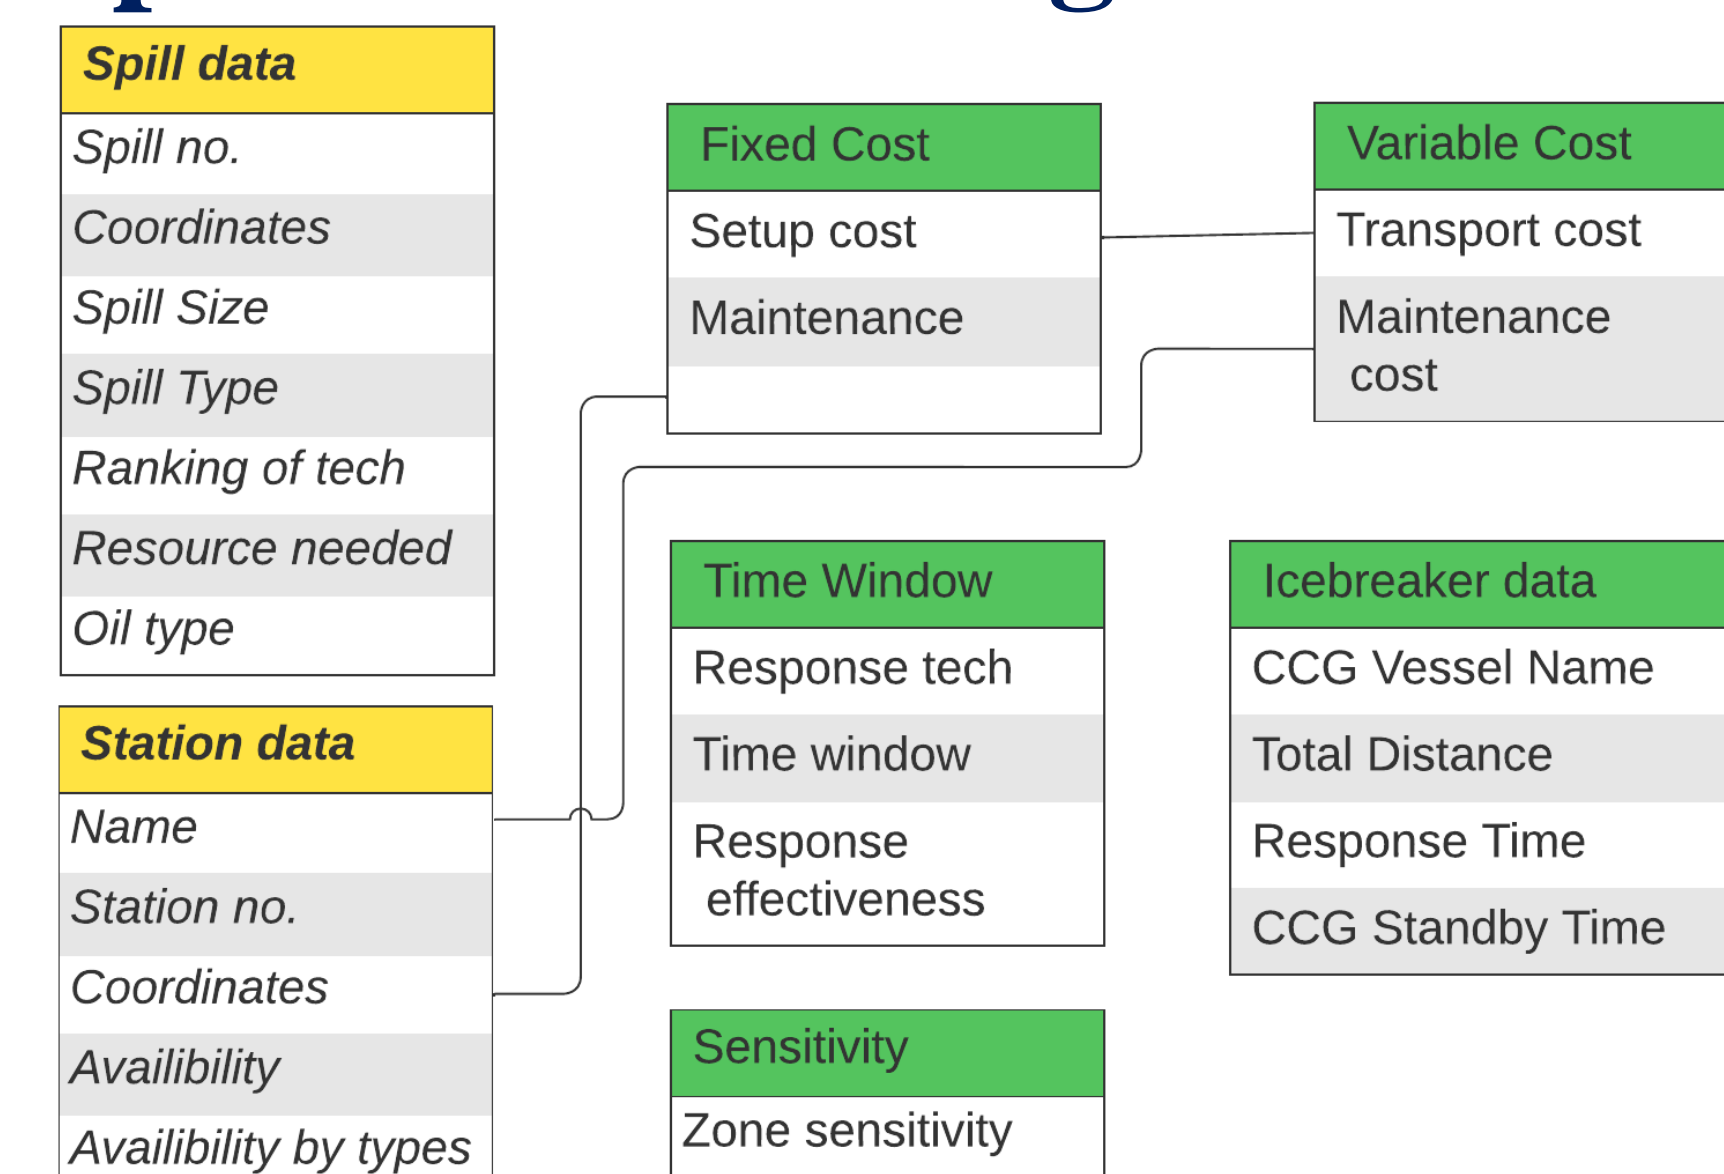 Spill data
Spill no.
Coordinates
Spill Size
Spill Type
Ranking of tech
Resource needed
Oil type
Station data
Name
Station no.
Coordinates
Availibility
Availibility by types
Fixed Cost
Setup cost
Maintenance
Variable Cost
Transport cost
Maintenance
cost
Time Window
Response tech
Time window
Response
effectiveness
Icebreaker data
CCG Vessel Name
Total Distance
Response Time
CCG Standby Time
Sensitivity
Zone sensitivity